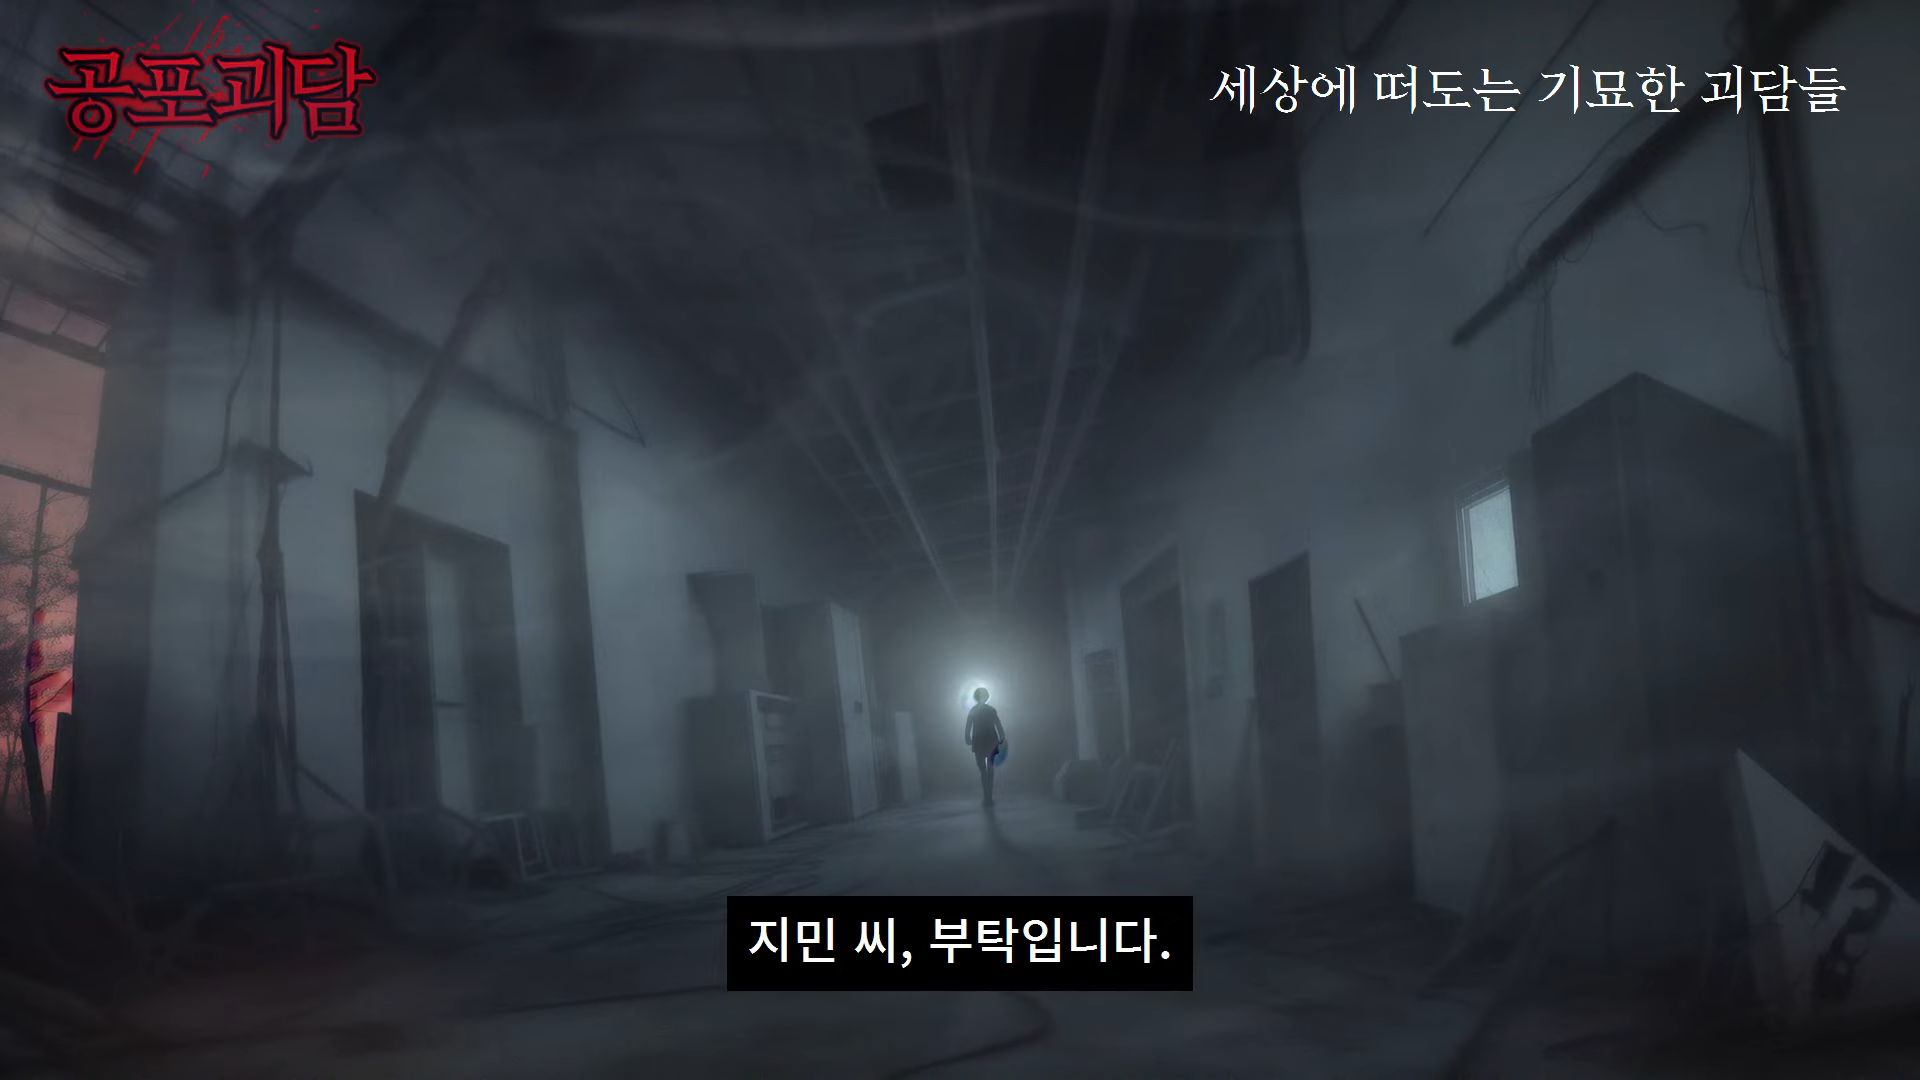 공포괴담
세상에 떠도는 기묘한 괴담들
지민 씨, 부탁입니다.